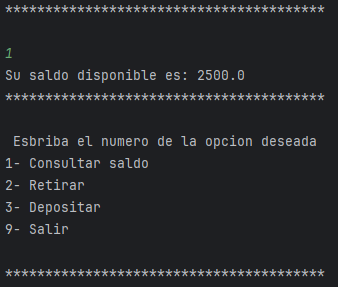 ****************************************
1
Su saldo disponible es: 2500.0
****************************************
Esbriba el numero de la opcion deseada
1- Consultar saldo
2- Retirar
3- Depositar
9- Salir
****************************************